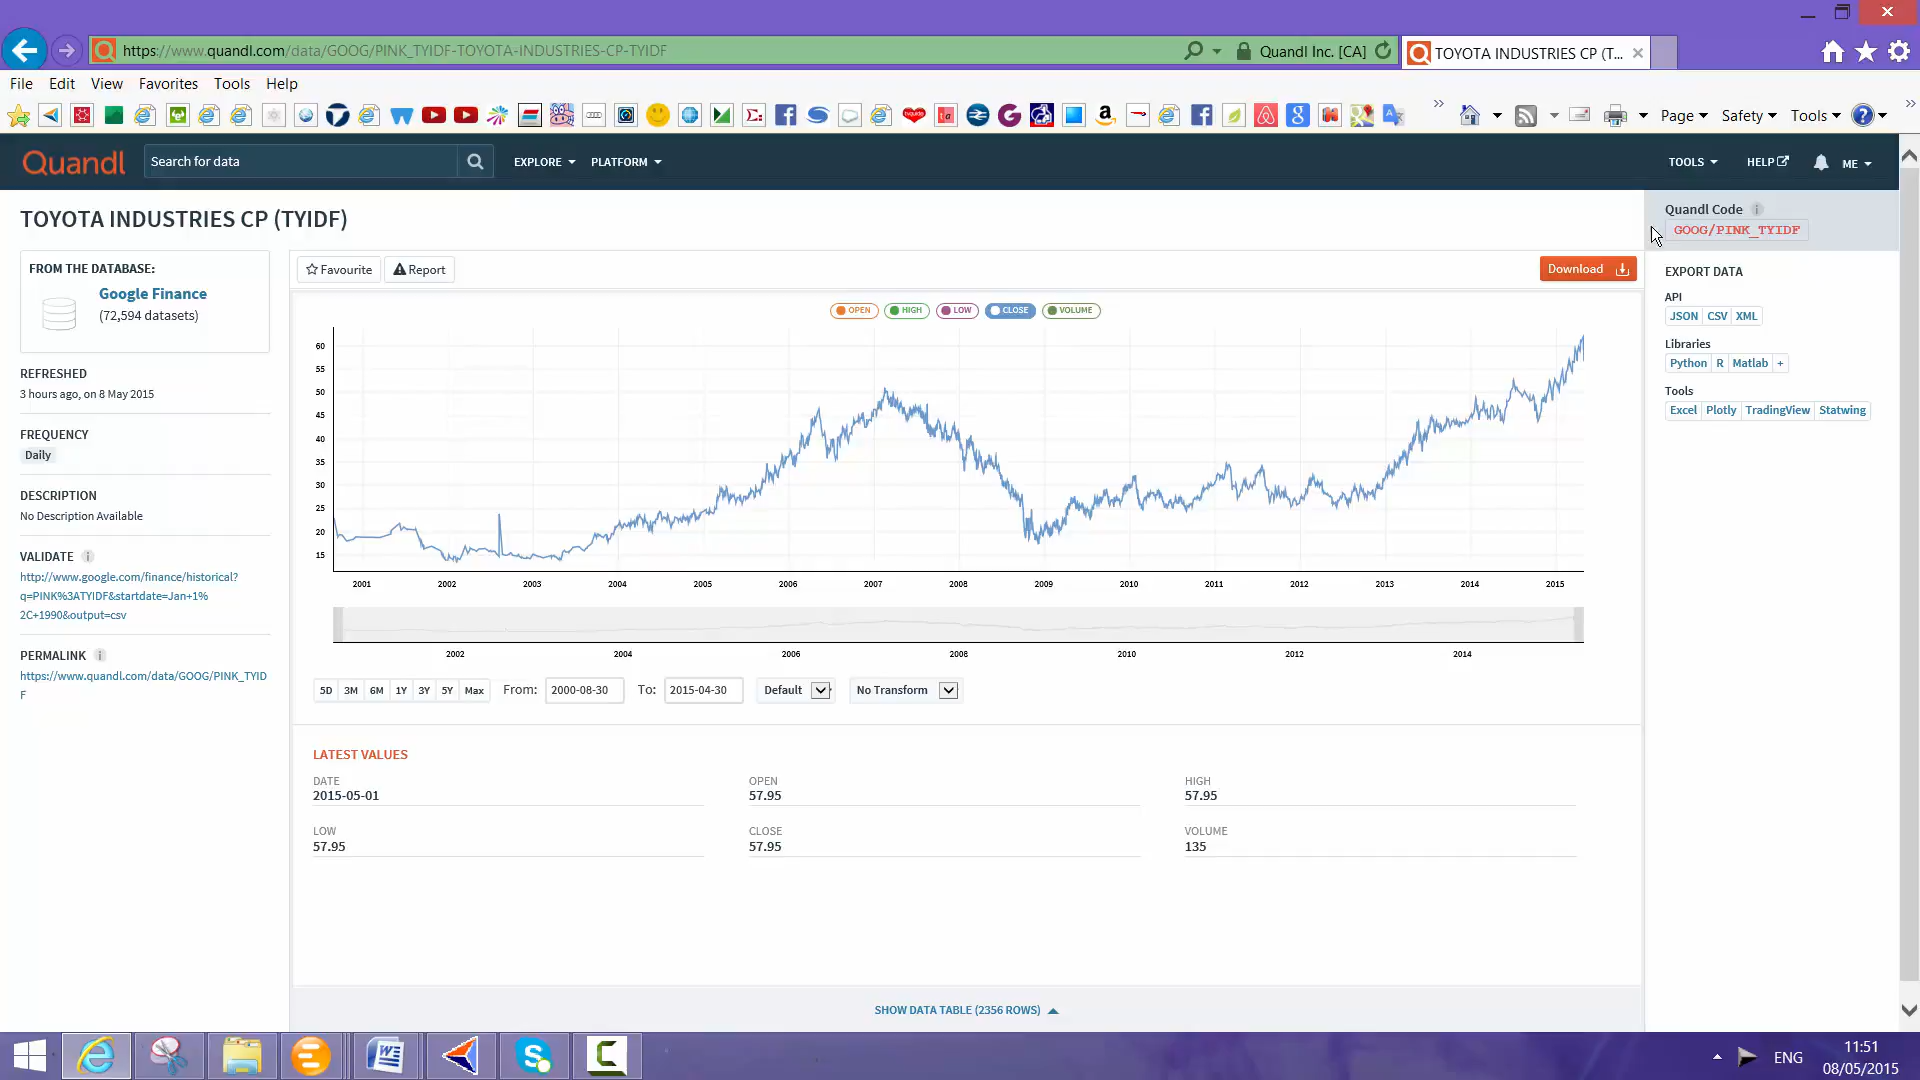 https://www.quandl.com/data/GOOG/PINK_TYIDF-TOYOTA-INDUSTRIES-CP-TYIDF
Quandl Inc. [CA]
TOYOTA INDUSTRIES CP (T...
File Edit View Favorites Tools Help
Page Safety Tools
Quandl
Search for data
EXPLORE PLATFORM
TOOLS HELP ME
TOYOTA INDUSTRIES CP (TYIDF)
Quandl Code
GOOG/PINK_TYIDF
FROM THE DATABASE:
Google Finance
(72,594 datasets)
REFRESHED
3 hours ago, on 8 May 2015
FREQUENCY
Daily
DESCRIPTION
No Description Available
VALIDATE
http://www.google.com/finance/historical?
q=PINK%3ATYIDF&startdate=Jan+1%
2C+1990&output=csv
PERMALINK
https://www.quandl.com/data/GOOG/PINK_TYID
F
Favourite Report
Download
OPEN HIGH LOW CLOSE VOLUME
60
55
50
45
40
35
30
25
20
15
2001 2002 2003 2004 2005 2006 2007 2008 2009 2010 2011 2012 2013 2014 2015
2002 2004 2006 2008 2010 2012 2014
5D 3M 6M 1Y 3Y 5Y Max From: 2000-08-30 To: 2015-04-30 Default No Transform
LATEST VALUES
DATE
2015-05-01
OPEN
57.95
HIGH
57.95
LOW
57.95
CLOSE
57.95
VOLUME
135
SHOW DATA TABLE (2356 ROWS)
EXPORT DATA
API
JSON CSV XML
Libraries
Python R Matlab +
Tools
Excel Plotly TradingView Statwing
ENG
11:51
08/05/2015